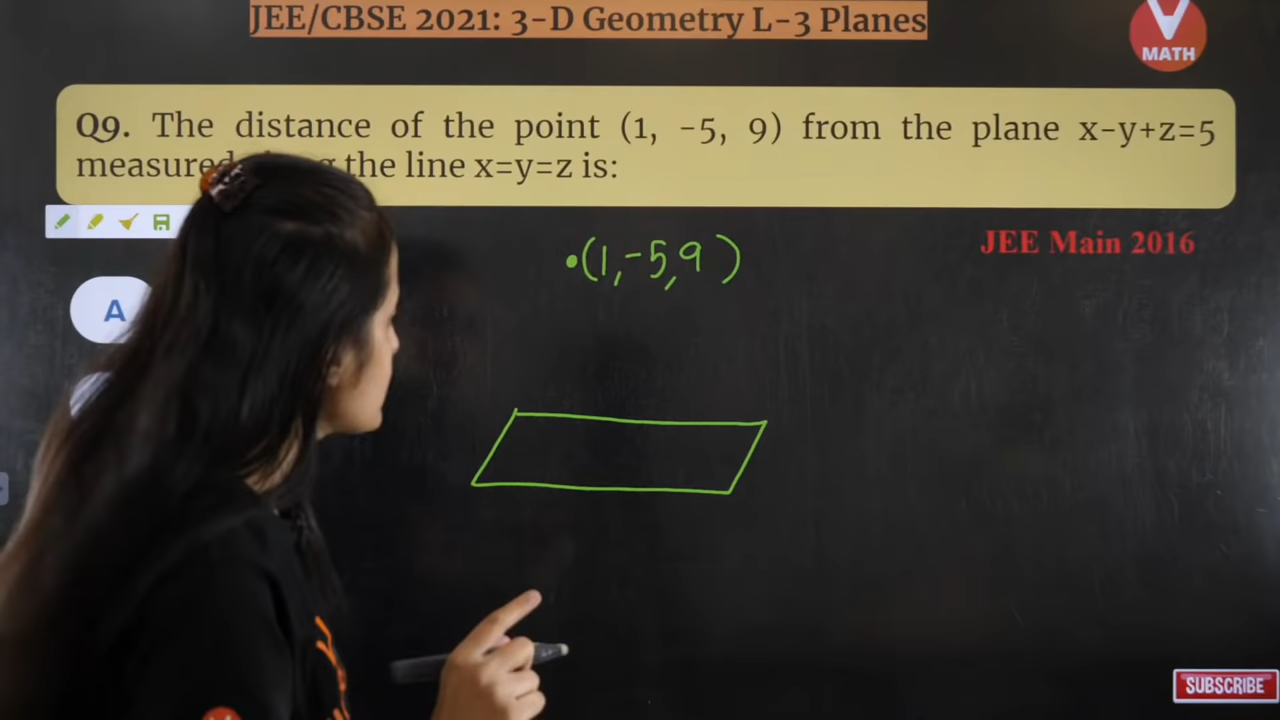 JEE/CBSE 2021: 3-D Geometry L-3 Planes
V
MATH
Q9. The distance of the point (1, -5, 9) from the plane x-y+z=5
measured the line x=y=z is:
.(1,-5,9)
JEE Main 2016
A
SUBSCRIBE